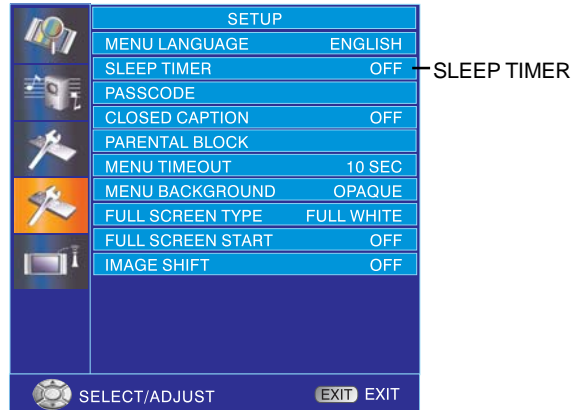 SETUP
MENU LANGUAGE ENGLISH
SLEEP TIMER OFF SLEEP TIMER
PASSCODE
CLOSED CAPTION OFF
PARENTAL BLOCK
MENU TIMEOUT 10 SEC
MENU BACKGROUND OPAQUE
FULL SCREEN TYPE FULL WHITE
FULL SCREEN START OFF
IMAGE SHIFT OFF
SELECT/ADJUST EXIT EXIT